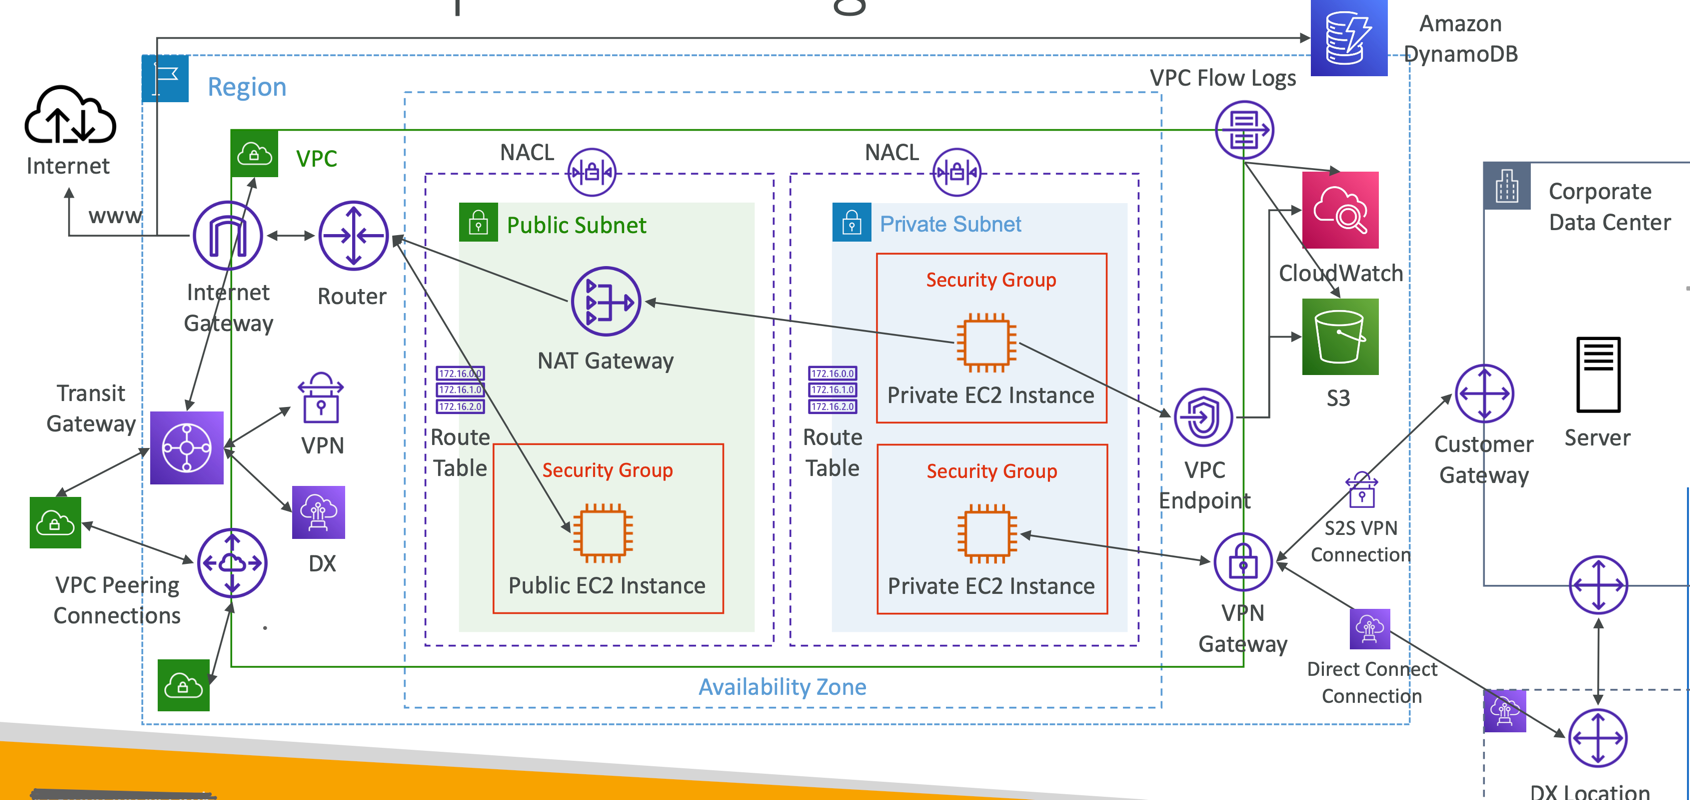 Amazon
DynamoDB
VPC Flow Logs
Region
Internet
www
VPC
NACL
NACL
Public Subnet
Private Subnet
Security Group
Corporate
Data Center
Internet
Gateway
Router
CloudWatch
NAT Gateway
Private EC2 Instance
S3
Transit
Gateway
VPN
172.16.0.0
172.16.1.0
172.16.2.0
Route
Table
172.16.0.0
172.16.1.0
172.16.2.0
Route
Table
Server
Customer
Gateway
VPC
Endpoint
Security Group
Security Group
S2S VPN
Connection
DX
VPC Peering
Connections
Public EC2 Instance
Private EC2 Instance
VPN
Gateway
Direct Connect
Connection
Availability Zone
DX Location